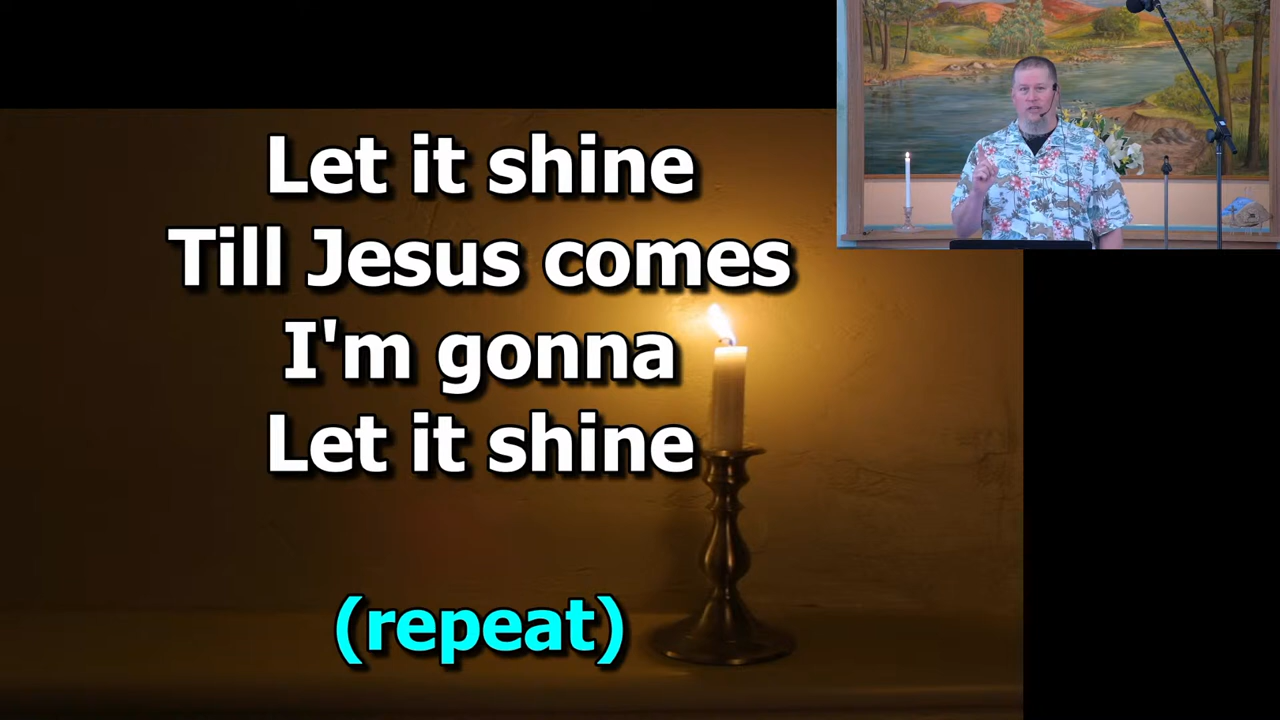 Let it shine
Till Jesus comes
I'm gonna
Let it shine
(repeat)